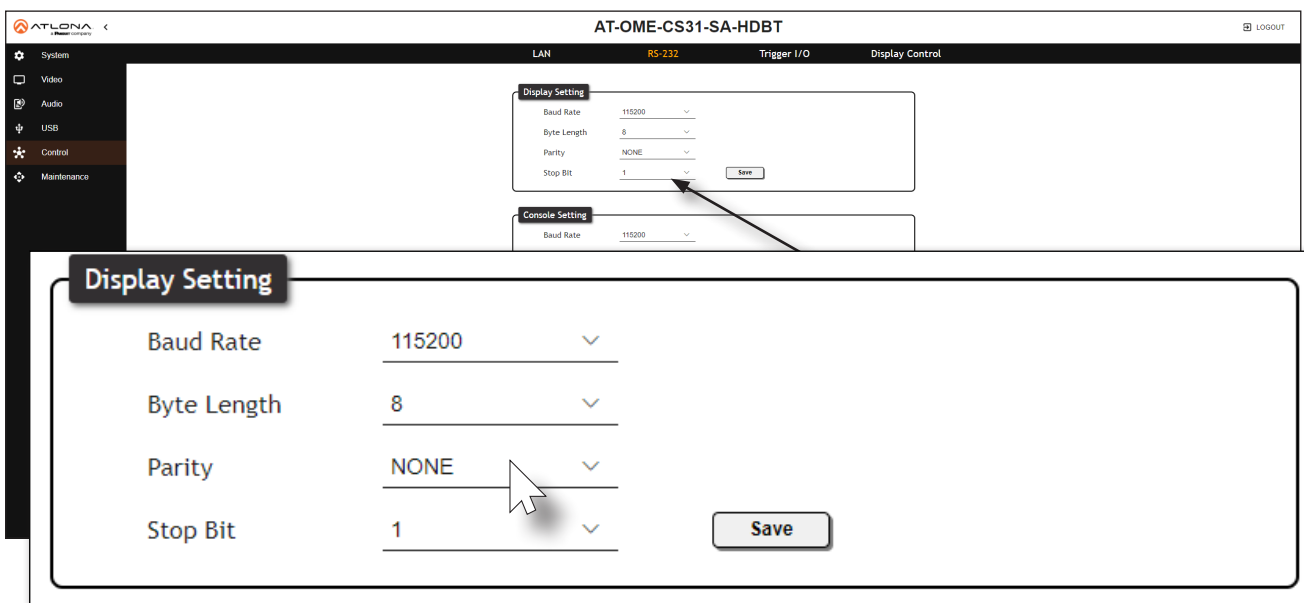 ATLONA
AT-OME-CS31-SA-HDBT
LOGOUT
System
LAN RS-232 Trigger I/O Display Control
Video
Audio
USB
Control
Maintenance
Display Setting
Baud Rate 115200
Byte Length 8
Parity NONE
Stop Bit 1 Save
Console Setting
Baud Rate 115200
Display Setting
Baud Rate 115200
Byte Length 8
Parity NONE
Stop Bit 1 Save